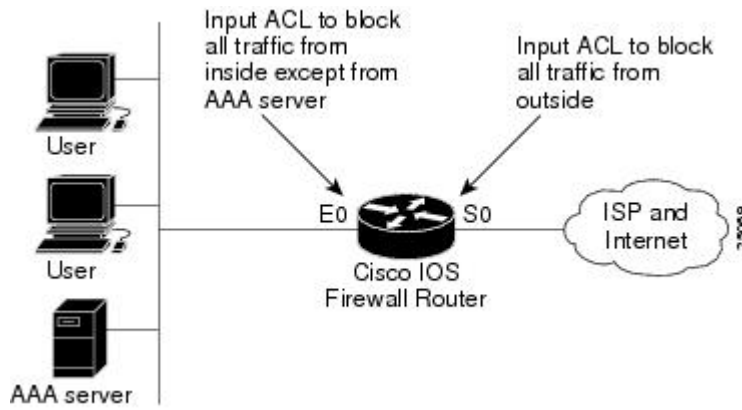 Input ACL to block
all traffic from
inside except from
AAA server
Input ACL to block
all traffic from
outside
User
User
AAA server
E0
S0
Cisco IOS
Firewall Router
ISP and
Internet